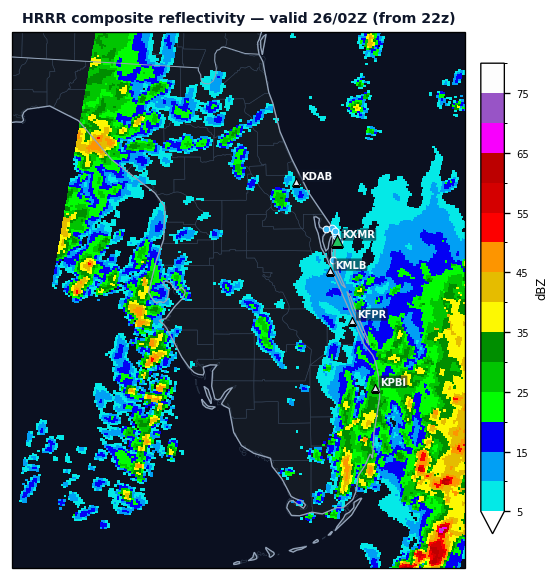 HRRR composite reflectivity — valid 26/02Z (from 22z)
KDAB
KXMR
KMLB
KFPR
KPBI
75
65
55
45
35
25
15
5
dBZ